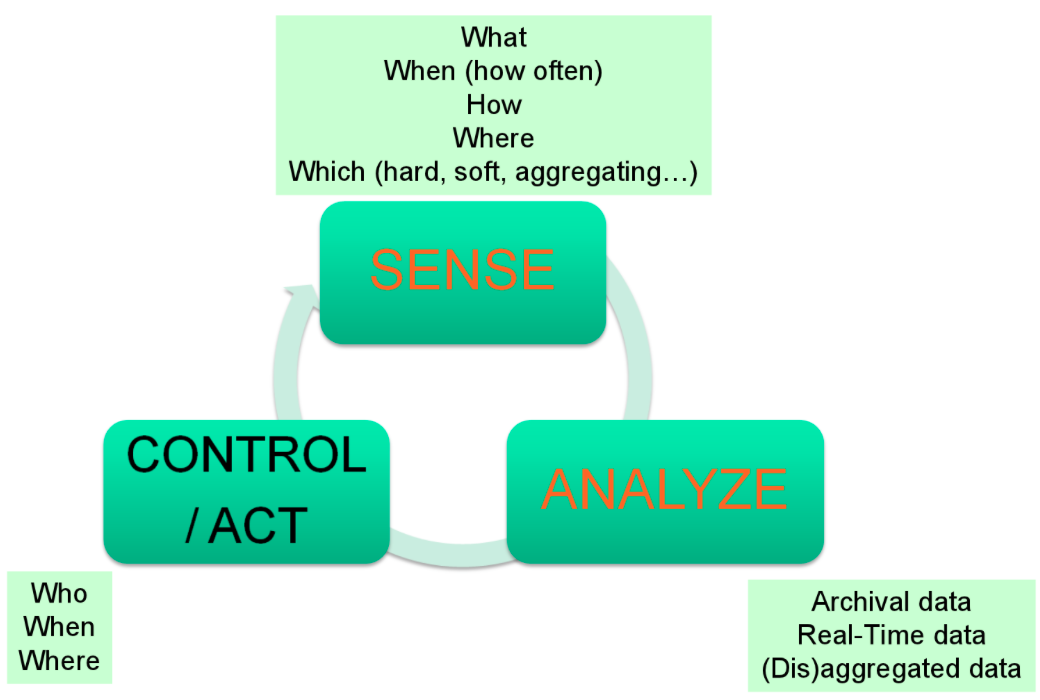 What
When (how often)
How
Where
Which (hard, soft, aggregating…)
SENSE
CONTROL
/ ACT
ANALYZE
Who
When
Where
Archival data
Real-Time data
(Dis)aggregated data